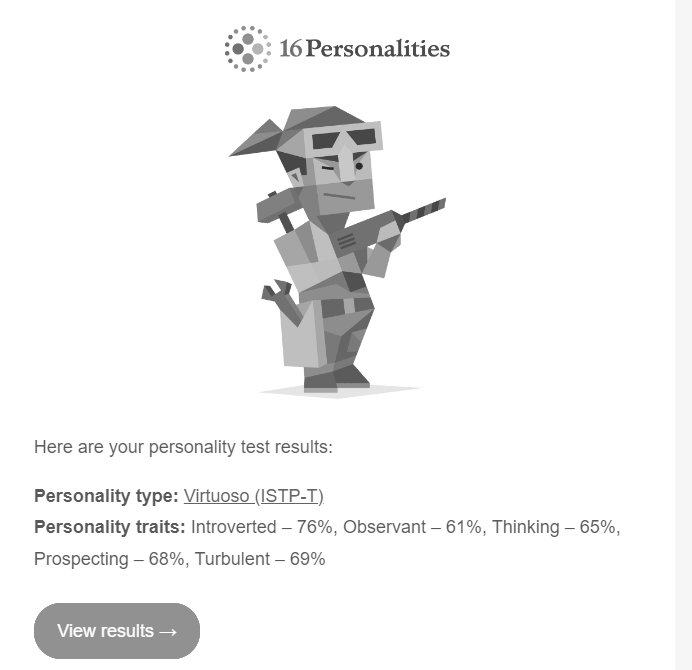 16Personalities
Here are your personality test results:
Personality type: Virtuoso (ISTP-T)
Personality traits: Introverted – 76%, Observant – 61%, Thinking – 65%,
Prospecting – 68%, Turbulent – 69%
View results →